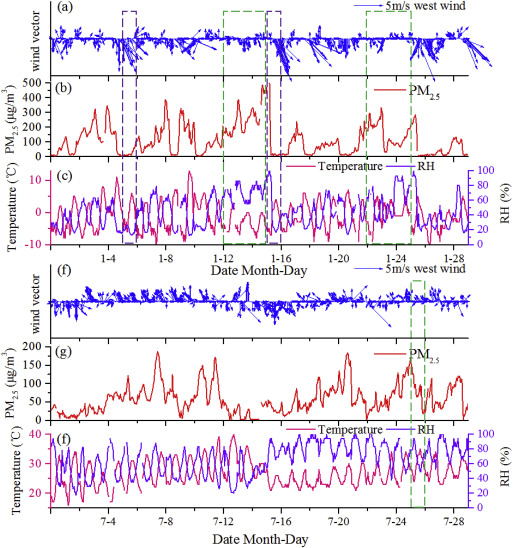 (a)
5m/s west wind
wind vector
(b)
PM2.5
PM2.5 (μg/m³)
500
400
300
200
100
0
(c)
Temperature
RH
Temperature (℃)
10
0
-10
RH (%)
100
80
60
40
20
0
1-4 1-8 1-12 1-16 1-20 1-24 1-28
Date Month-Day
(f)
5m/s west wind
wind vector
(g)
PM2.5
PM2.5 (μg/m³)
200
150
100
50
0
(f)
Temperature
RH
Temperature (℃)
40
30
20
RH (%)
100
80
60
40
20
0
7-4 7-8 7-12 7-16 7-20 7-24 7-28
Date Month-Day